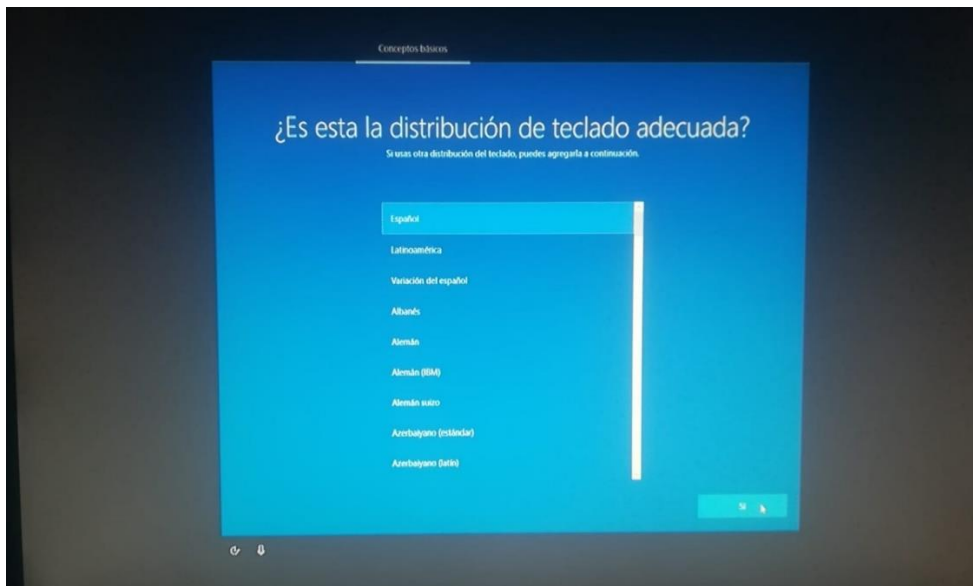 Conceptos básicos
¿Es esta la distribución de teclado adecuada?
Si usas otra distribución del teclado, puedes agregarla a continuación.
Español
Latinoamérica
Variación del español
Albanés
Alemán
Alemán (IBM)
Alemán suizo
Azerbaiyano (estándar)
Azerbaiyano (latín)
Sí